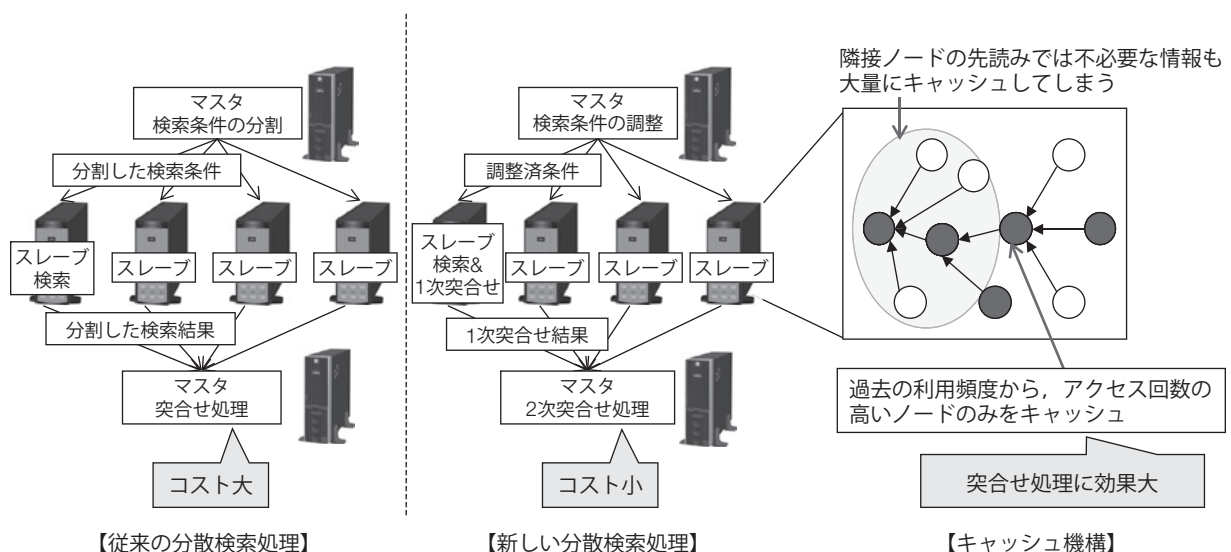 マスタ
検索条件の分割
分割した検索条件
スレーブ
検索
スレーブ
スレーブ
スレーブ
分割した検索結果
マスタ
突合せ処理
コスト大
【従来の分散検索処理】
マスタ
検索条件の調整
調整済条件
スレーブ
検索&
1次突合せ
スレーブ
スレーブ
スレーブ
1次突合せ結果
マスタ
2次突合せ処理
コスト小
【新しい分散検索処理】
隣接ノードの先読みでは不必要な情報も
大量にキャッシュしてしまう
過去の利用頻度から，アクセス回数の
高いノードのみをキャッシュ
突合せ処理に効果大
【キャッシュ機構】